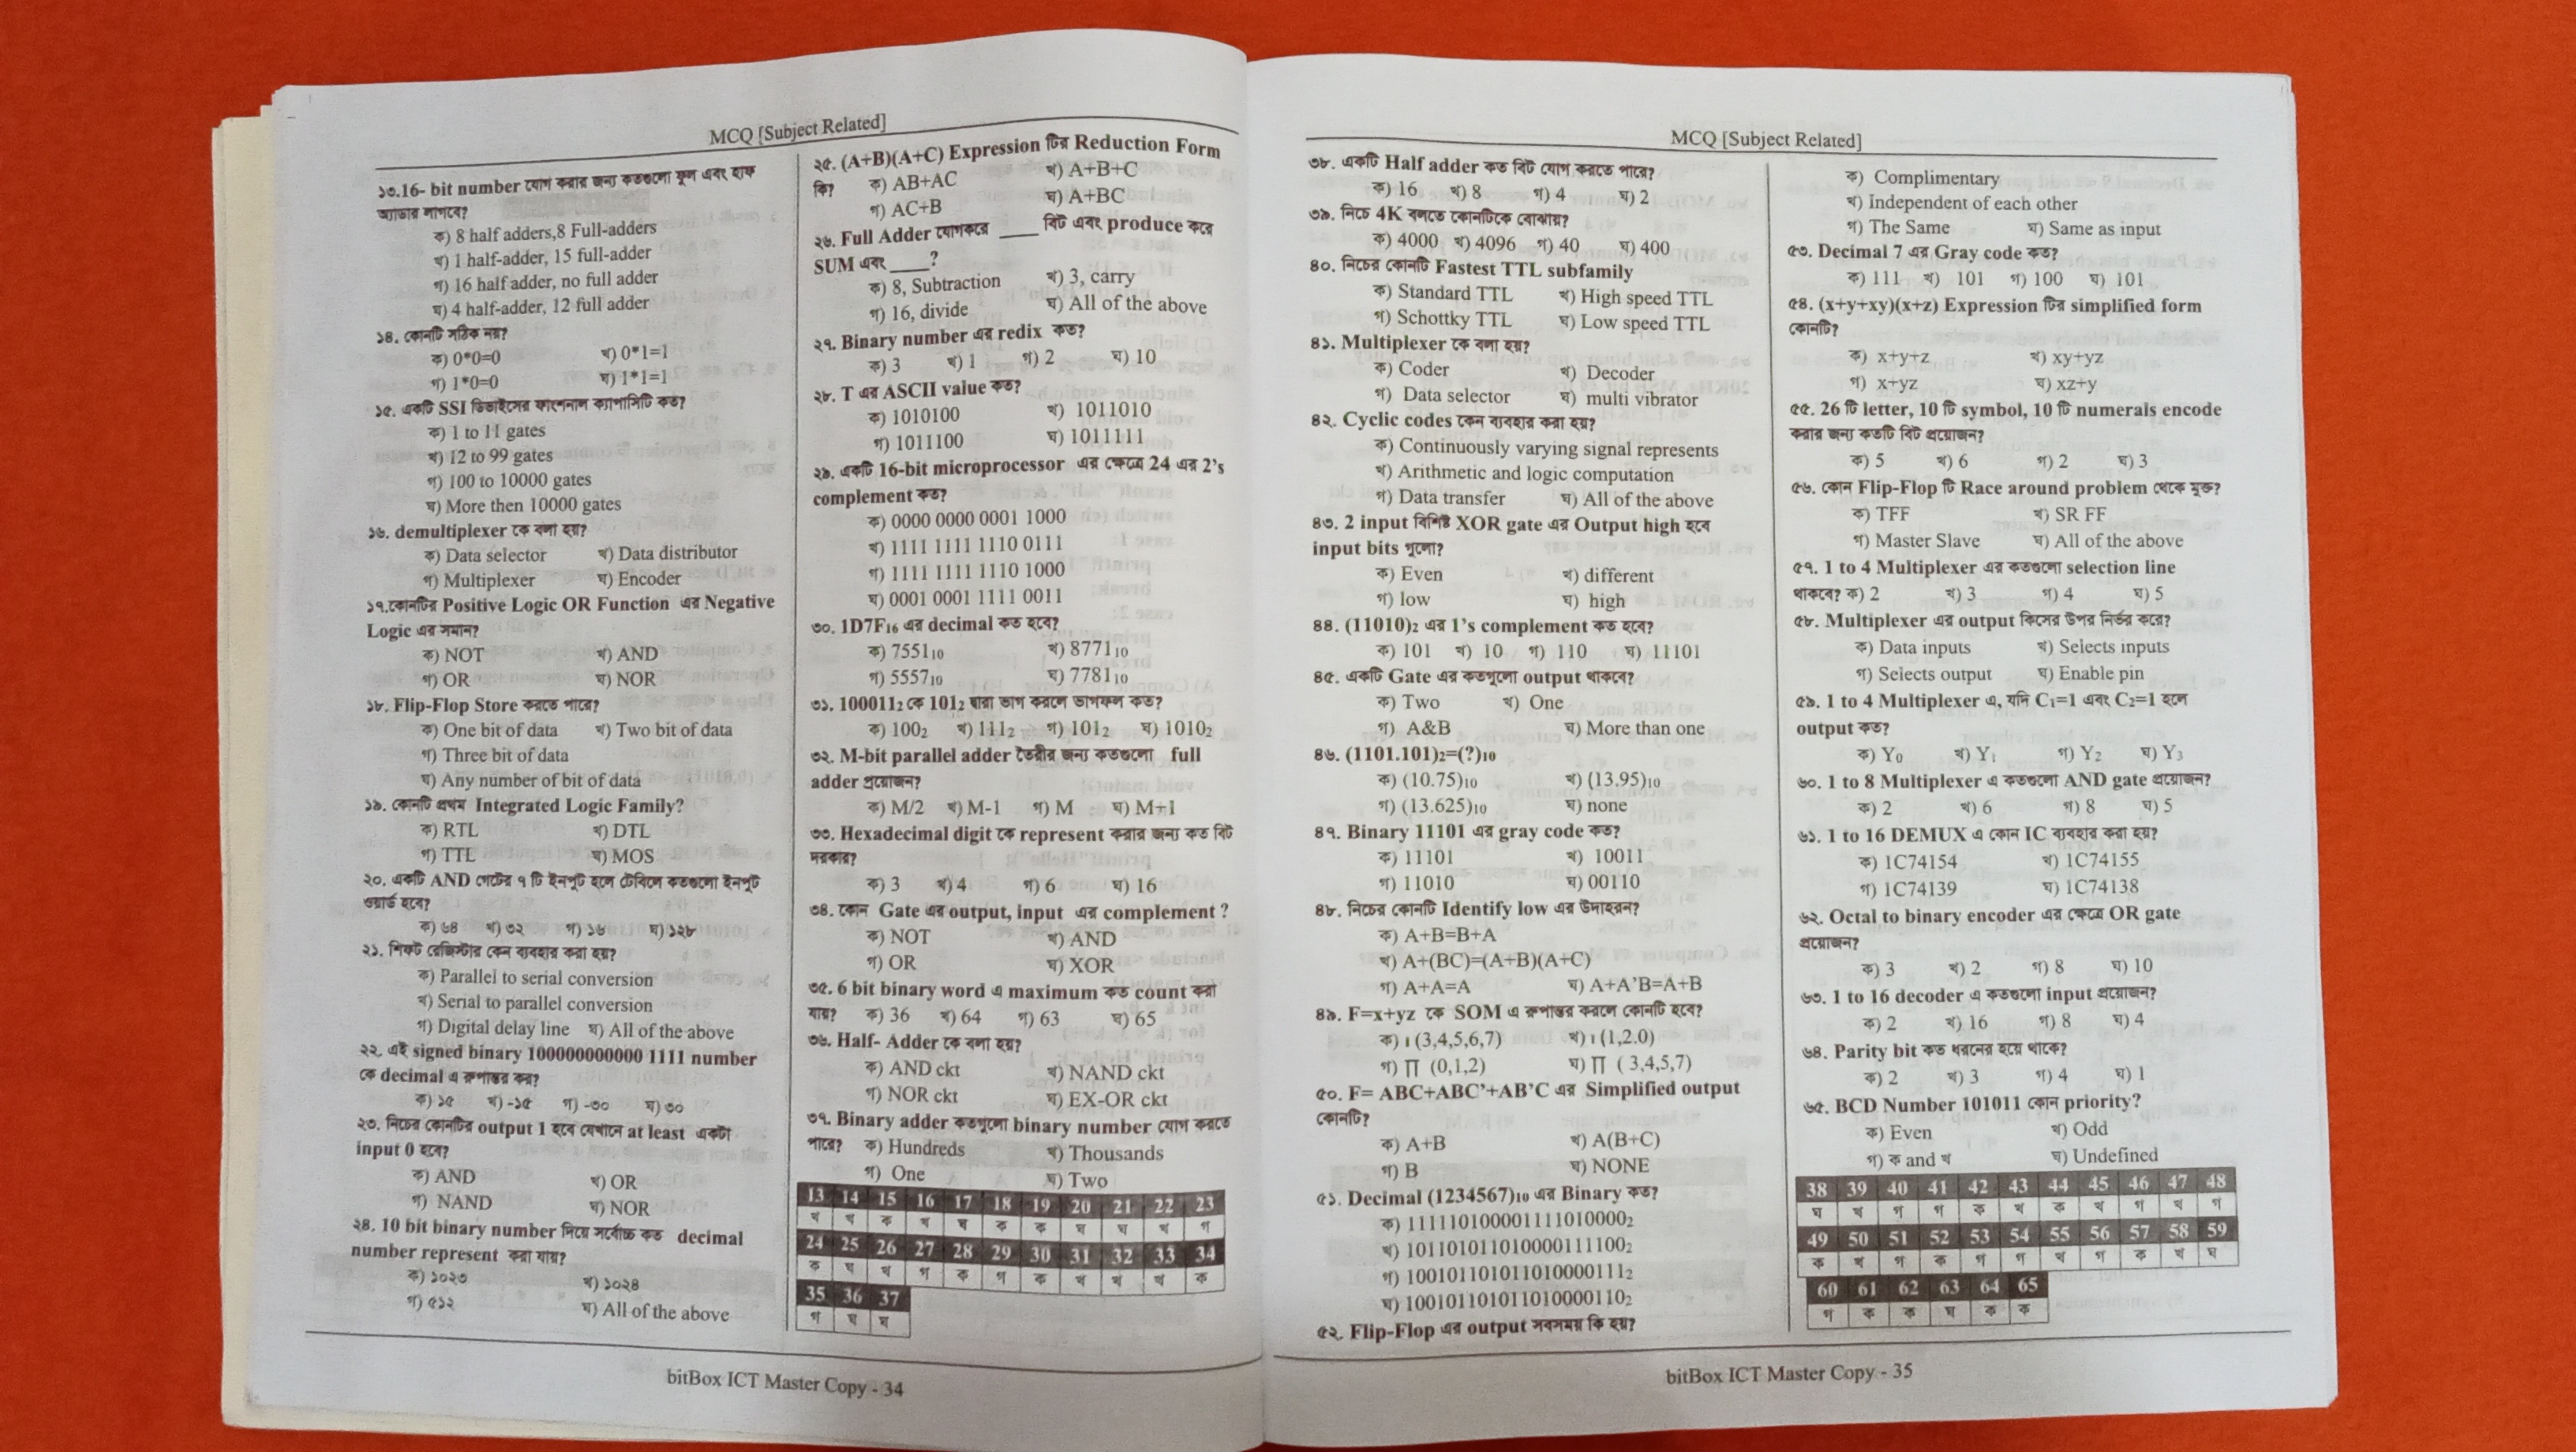 MCQ [Subject Related]
১৩.16- bit number যোগ করার জন্য কতগুলো ফুল এবং হাফ
অ্যাডার লাগবে?
ক) 8 half adders,8 Full-adders
খ) 1 half-adder, 15 full-adder
গ) 16 half adder, no full adder
ঘ) 4 half-adder, 12 full adder
১৪. কোনটি সঠিক নয়?
ক) 0*0=0 খ) 0*1=1
গ) 1*0=0 ঘ) 1*1=1
১৫. একটি SSI ডিভাইসের ফাংশনাল ক্যাপাসিটি কত?
ক) 1 to 11 gates
খ) 12 to 99 gates
গ) 100 to 10000 gates
ঘ) More then 10000 gates
১৬. demultiplexer কে বলা হয়?
ক) Data selector খ) Data distributor
গ) Multiplexer ঘ) Encoder
১৭.কোনটির Positive Logic OR Function এর Negative
Logic এর সমান?
ক) NOT খ) AND
গ) OR ঘ) NOR
১৮. Flip-Flop Store করতে পারে?
ক) One bit of data খ) Two bit of data
গ) Three bit of data
ঘ) Any number of bit of data
১৯. কোনটি প্রথম Integrated Logic Family?
ক) RTL খ) DTL
গ) TTL ঘ) MOS
২০. একটি AND গেটের ৭ টি ইনপুট হলে টেবিলে কতগুলো ইনপুট
ওয়ার্ড হবে?
ক) ৬৪ খ) ৩২ গ) ১৬ ঘ) ১২৮
২১. শিফট রেজিস্টার কেন ব্যবহার করা হয়?
ক) Parallel to serial conversion
খ) Serial to parallel conversion
গ) Digital delay line ঘ) All of the above
২২. এই signed binary 100000000000 1111 number
কে decimal এ রুপান্তর কর?
ক) ১৫ খ) -১৫ গ) -৩০ ঘ) ৩০
২৩. নিচের কোনটির output 1 হবে যেখানে at least একটা
input 0 হবে?
ক) AND খ) OR
গ) NAND ঘ) NOR
২৪. 10 bit binary number দিয়ে সর্বোচ্চ কত decimal
number represent করা যায়?
ক) ১০২৩ খ) ১০২৪
গ) ৫১২ ঘ) All of the above
২৫. (A+B)(A+C) Expression টির Reduction Form
কি? ক) AB+AC খ) A+B+C
গ) AC+B ঘ) A+BC
২৬. Full Adder যোগকরে ____ বিট এবং produce করে
SUM এবং ____?
ক) 8, Subtraction খ) 3, carry
গ) 16, divide ঘ) All of the above
২৭. Binary number এর redix কত?
ক) 3 খ) 1 গ) 2 ঘ) 10
২৮. T এর ASCII value কত?
ক) 1010100 খ) 1011010
গ) 1011100 ঘ) 1011111
২৯. একটি 16-bit microprocessor এর ক্ষেত্রে 24 এর 2's
complement কত?
ক) 0000 0000 0001 1000
খ) 1111 1111 1110 0111
গ) 1111 1111 1110 1000
ঘ) 0001 0001 1111 0011
৩০. 1D7F₁₆ এর decimal কত হবে?
ক) 7551₁₀ খ) 8771₁₀
গ) 5557₁₀ ঘ) 7781₁₀
৩১. 100011₂ কে 101₂ দ্বারা ভাগ করলে ভাগফল কত?
ক) 100₂ খ) 111₂ গ) 101₂ ঘ) 1010₂
৩২. M-bit parallel adder তৈরীর জন্য কতগুলো full
adder প্রয়োজন?
ক) M/2 খ) M-1 গ) M ঘ) M+1
৩৩. Hexadecimal digit কে represent করার জন্য কত বিট
দরকার?
ক) 3 খ) 4 গ) 6 ঘ) 16
৩৪. কোন Gate এর output, input এর complement ?
ক) NOT খ) AND
গ) OR ঘ) XOR
৩৫. 6 bit binary word এ maximum কত count করা
যায়? ক) 36 খ) 64 গ) 63 ঘ) 65
৩৬. Half- Adder কে বলা হয়?
ক) AND ckt খ) NAND ckt
গ) NOR ckt ঘ) EX-OR ckt
৩৭. Binary adder কতগুলো binary number যোগ করতে
পারে? ক) Hundreds খ) Thousands
গ) One ঘ) Two
13 14 15 16 17 18 19 20 21 22 23
খ খ ক খ ঘ ক ক ঘ ঘ খ গ
24 25 26 27 28 29 30 31 32 33 34
ক ঘ খ গ ক গ ক খ খ খ ক
35 36 37
গ ঘ ঘ
bitBox ICT Master Copy - 34
MCQ [Subject Related]
৩৮. একটি Half adder কত বিট যোগ করতে পারে?
ক) 16 খ) 8 গ) 4 ঘ) 2
৩৯. নিচে 4K বলতে কোনটিকে বোঝায়?
ক) 4000 খ) 4096 গ) 40 ঘ) 400
৪০. নিচের কোনটি Fastest TTL subfamily
ক) Standard TTL খ) High speed TTL
গ) Schottky TTL ঘ) Low speed TTL
৪১. Multiplexer কে বলা হয়?
ক) Coder খ) Decoder
গ) Data selector ঘ) multi vibrator
৪২. Cyclic codes কেন ব্যবহার করা হয়?
ক) Continuously varying signal represents
খ) Arithmetic and logic computation
গ) Data transfer ঘ) All of the above
৪৩. 2 input বিশিষ্ট XOR gate এর Output high হবে
input bits গুলো?
ক) Even খ) different
গ) low ঘ) high
৪৪. (11010)₂ এর 1's complement কত হবে?
ক) 101 খ) 10 গ) 110 ঘ) 11101
৪৫. একটি Gate এর কতগুলো output থাকবে?
ক) Two খ) One
গ) A&B ঘ) More than one
৪৬. (1101.101)₂=(?)₁₀
ক) (10.75)₁₀ খ) (13.95)₁₀
গ) (13.625)₁₀ ঘ) none
৪৭. Binary 11101 এর gray code কত?
ক) 11101 খ) 10011
গ) 11010 ঘ) 00110
৪৮. নিচের কোনটি Identify low এর উদাহরন?
ক) A+B=B+A
খ) A+(BC)=(A+B)(A+C)
গ) A+A=A ঘ) A+A'B=A+B
৪৯. F=x+yz কে SOM এ রুপান্তর করলে কোনটি হবে?
ক) ı (3,4,5,6,7) খ) ı (1,2.0)
গ) ∏ (0,1,2) ঘ) ∏ ( 3,4,5,7)
৫০. F= ABC+ABC'+AB'C এর Simplified output
কোনটি?
ক) A+B খ) A(B+C)
গ) B ঘ) NONE
৫১. Decimal (1234567)₁₀ এর Binary কত?
ক) 111110100001111010000₂
খ) 101101011010000111100₂
গ) 100101101011010000111₂
ঘ) 100101101011010000110₂
৫২. Flip-Flop এর output সবসময় কি হয়?
ক) Complimentary
খ) Independent of each other
গ) The Same ঘ) Same as input
৫৩. Decimal 7 এর Gray code কত?
ক) 111 খ) 101 গ) 100 ঘ) 101
৫৪. (x+y+xy)(x+z) Expression টির simplified form
কোনটি?
ক) x+y+z খ) xy+yz
গ) x+yz ঘ) xz+y
৫৫. 26 টি letter, 10 টি symbol, 10 টি numerals encode
করার জন্য কতটি বিট প্রয়োজন?
ক) 5 খ) 6 গ) 2 ঘ) 3
৫৬. কোন Flip-Flop টি Race around problem থেকে মুক্ত?
ক) TFF খ) SR FF
গ) Master Slave ঘ) All of the above
৫৭. 1 to 4 Multiplexer এর কতগুলো selection line
থাকবে? ক) 2 খ) 3 গ) 4 ঘ) 5
৫৮. Multiplexer এর output কিসের উপর নির্ভর করে?
ক) Data inputs খ) Selects inputs
গ) Selects output ঘ) Enable pin
৫৯. 1 to 4 Multiplexer এ, যদি C₁=1 এবং C₂=1 হলে
output কত?
ক) Y₀ খ) Y₁ গ) Y₂ ঘ) Y₃
৬০. 1 to 8 Multiplexer এ কতগুলো AND gate প্রয়োজন?
ক) 2 খ) 6 গ) 8 ঘ) 5
৬১. 1 to 16 DEMUX এ কোন IC ব্যবহার করা হয়?
ক) 1C74154 খ) 1C74155
গ) 1C74139 ঘ) 1C74138
৬২. Octal to binary encoder এর ক্ষেত্রে OR gate
প্রয়োজন?
ক) 3 খ) 2 গ) 8 ঘ) 10
৬৩. 1 to 16 decoder এ কতগুলো input প্রয়োজন?
ক) 2 খ) 16 গ) 8 ঘ) 4
৬৪. Parity bit কত ধরনের হয়ে থাকে?
ক) 2 খ) 3 গ) 4 ঘ) 1
৬৫. BCD Number 101011 কোন priority?
ক) Even খ) Odd
গ) ক and খ ঘ) Undefined
38 39 40 41 42 43 44 45 46 47 48
ঘ খ গ গ ক খ ক খ গ খ গ
49 50 51 52 53 54 55 56 57 58 59
ক খ গ ক গ গ খ গ ক খ ঘ
60 61 62 63 64 65
গ ক ক ঘ ক ক
bitBox ICT Master Copy - 35